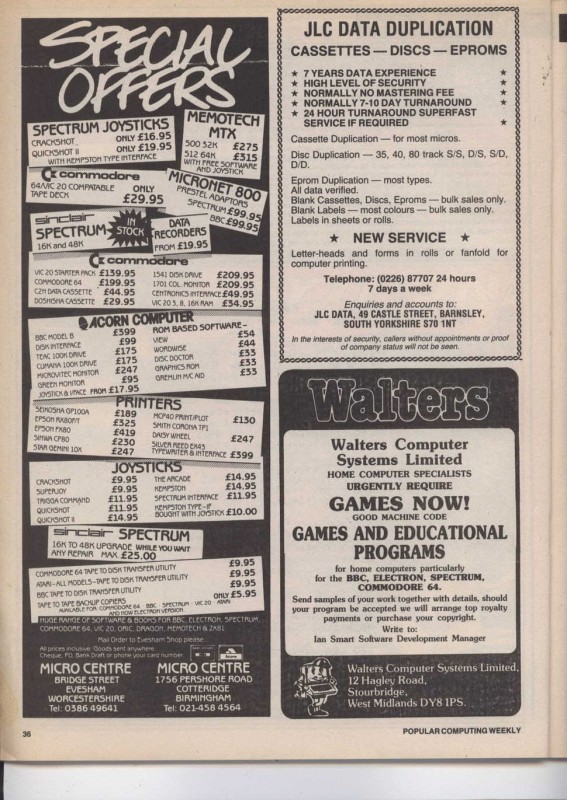 SPECIAL
OFFERS
SPECTRUM JOYSTICKS
CRACKSHOT ONLY £16.95
QUICKSHOT II ONLY £19.95
WITH KEMPSTON TYPE INTERFACE
MEMOTECH
MTX
500 32K £275
512 64K £315
WITH FREE SOFTWARE
AND JOYSTICK
commodore
64/VIC 20 COMPATABLE
TAPE DECK
ONLY
£29.95
MICRONET 800
PRESTEL ADAPTORS
SPECTRUM £99.95
BBC £99.95
sinclair
SPECTRUM
16K and 48K
IN
STOCK
DATA
RECORDERS
FROM £19.95
commodore
VIC 20 STARTER PACK £139.95
COMMODORE 64 £199.95
C2N DATA CASSETTE £44.95
DOSHISHA CASSETTE £29.95
1541 DISK DRIVE £209.95
1701 COL. MONITOR £209.95
CENTRONICS INTERFACE £49.95
VIC 20 3, 8, 16K RAM £34.95
ACORN COMPUTER
BBC MODEL B £399
DISK INTERFACE £99
TEAC 100K DRIVE £175
CUMANA 100K DRIVE £175
MICROVITEC MONITOR £247
GREEN MONITOR £95
JOYSTICK & I/FACE FROM £17.95
ROM BASED SOFTWARE-
VIEW £54
WORDWISE £44
DISC DOCTOR £33
GRAPHICS ROM £33
GREMLIN M/C AID £33
PRINTERS
SEIKOSHA GP100A £189
EPSON RX80F/T £325
EPSON FX80 £419
SHINWA CP80 £230
STAR GEMINI 10X £247
MCP40 PRINT/PLOT £130
SMITH CORONA TP1
DAISY WHEEL £247
SILVER REED EX43
TYPEWRITER & INTERFACE £399
JOYSTICKS
CRACKSHOT £9.95
SUPERJOY £9.95
TRIGGA COMMAND £11.95
QUICKSHOT £11.95
QUICKSHOT II £14.95
THE ARCADE £14.95
KEMPSTON £14.95
SPECTRUM INTERFACE £11.95
KEMPSTON TYPE-IF
BOUGHT WITH JOYSTICK £10.00
sinclair SPECTRUM
16K TO 48K UPGRADE WHILE YOU WAIT
ANY REPAIR MAX £25.00
COMMODORE 64 TAPE TO DISK TRANSFER UTILITY £9.95
ATARI-ALL MODELS-TAPE TO DISK TRANSFER UTILITY £9.95
BBC TAPE TO DISK TRANSFER UTILITY £9.95
TAPE TO TAPE BACKUP COPIERS ONLY £5.95
AVAILABLE FOR COMMODORE 64 BBC SPECTRUM VIC 20 ATARI
AND NOW ELECTRON VERSION
HUGE RANGE OF SOFTWARE & BOOKS FOR BBC, ELECTRON, SPECTRUM,
COMMODORE 64, VIC 20, ORIC, DRAGON, MEMOTECH & ZX81
Mail Order to Evesham Shop please.
All prices inclusive. Goods sent anywhere.
Cheque, PO, Bank Draft or phone your card number.
MICRO CENTRE
BRIDGE STREET
EVESHAM
WORCESTERSHIRE
Tel: 0386 49641
MICRO CENTRE
1756 PERSHORE ROAD
COTTERIDGE
BIRMINGHAM
Tel: 021-458 4564
JLC DATA DUPLICATION
CASSETTES — DISCS — EPROMS
★ 7 YEARS DATA EXPERIENCE ★
★ HIGH LEVEL OF SECURITY ★
★ NORMALLY NO MASTERING FEE ★
★ NORMALLY 7-10 DAY TURNAROUND ★
★ 24 HOUR TURNAROUND SUPERFAST
SERVICE IF REQUIRED ★
Cassette Duplication — for most micros.
Disc Duplication — 35, 40, 80 track S/S, D/S, S/D,
D/D.
Eprom Duplication — most types.
All data verified.
Blank Cassettes, Discs, Eproms — bulk sales only.
Blank Labels — most colours — bulk sales only.
Labels in sheets or rolls.
★ NEW SERVICE ★
Letter-heads and forms in rolls or fanfold for
computer printing.
Telephone: (0226) 87707 24 hours
7 days a week
Enquiries and accounts to:
JLC DATA, 49 CASTLE STREET, BARNSLEY,
SOUTH YORKSHIRE S70 1NT
In the interests of security, callers without appointments or proof
of company status will not be seen.
Walters
Walters Computer
Systems Limited
HOME COMPUTER SPECIALISTS
URGENTLY REQUIRE
GAMES NOW!
GOOD MACHINE CODE
GAMES AND EDUCATIONAL
PROGRAMS
for home computers particularly
for the BBC, ELECTRON, SPECTRUM,
COMMODORE 64.
Send samples of your work together with details, should
your program be accepted we will arrange top royalty
payments or purchase your copyright.
Write to:
Ian Smart Software Development Manager
Walters Computer Systems Limited,
12 Hagley Road,
Stourbridge,
West Midlands DY8 1PS.
36
POPULAR COMPUTING WEEKLY